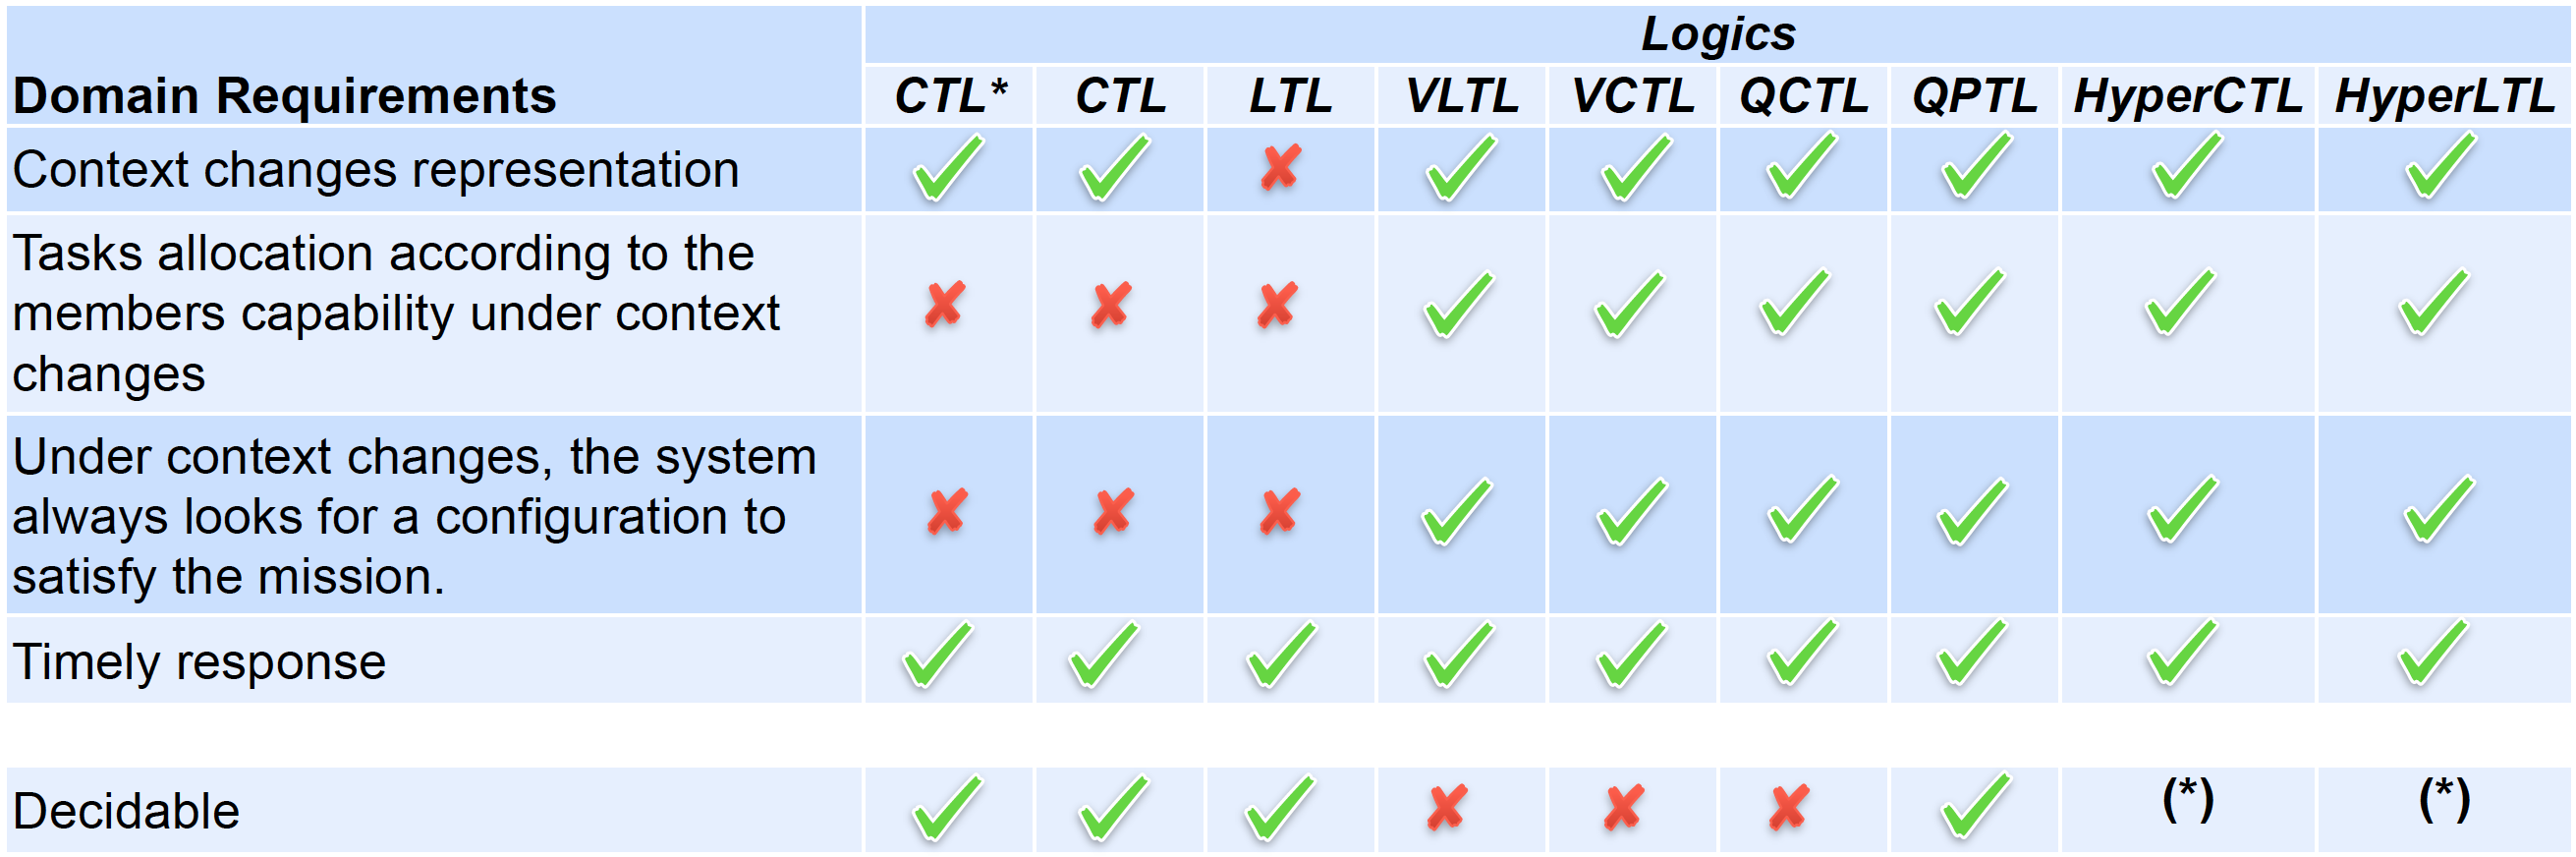 Logics
Domain Requirements CTL* CTL LTL VLTL VCTL QCTL QPTL HyperCTL HyperLTL
Context changes representation
Tasks allocation according to the
members capability under context
changes
Under context changes, the system
always looks for a configuration to
satisfy the mission.
Timely response
Decidable (*) (*)